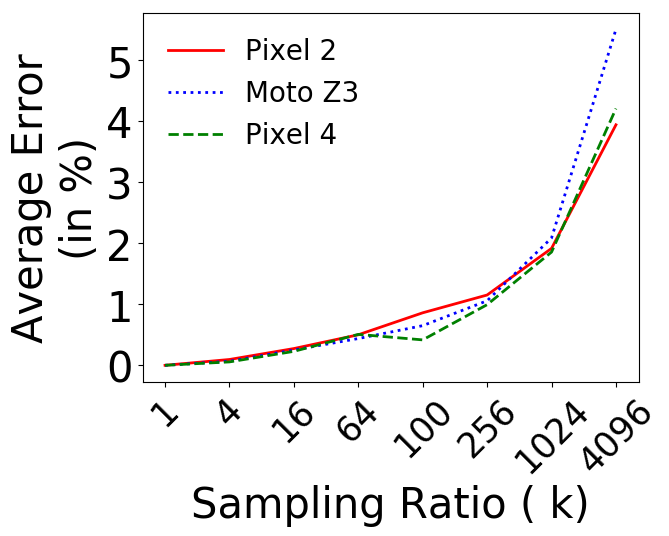 Average Error
(in %)
5
4
3
2
1
0
Pixel 2
Moto Z3
Pixel 4
1
4
16
64
100
256
1024
4096
Sampling Ratio ( k)